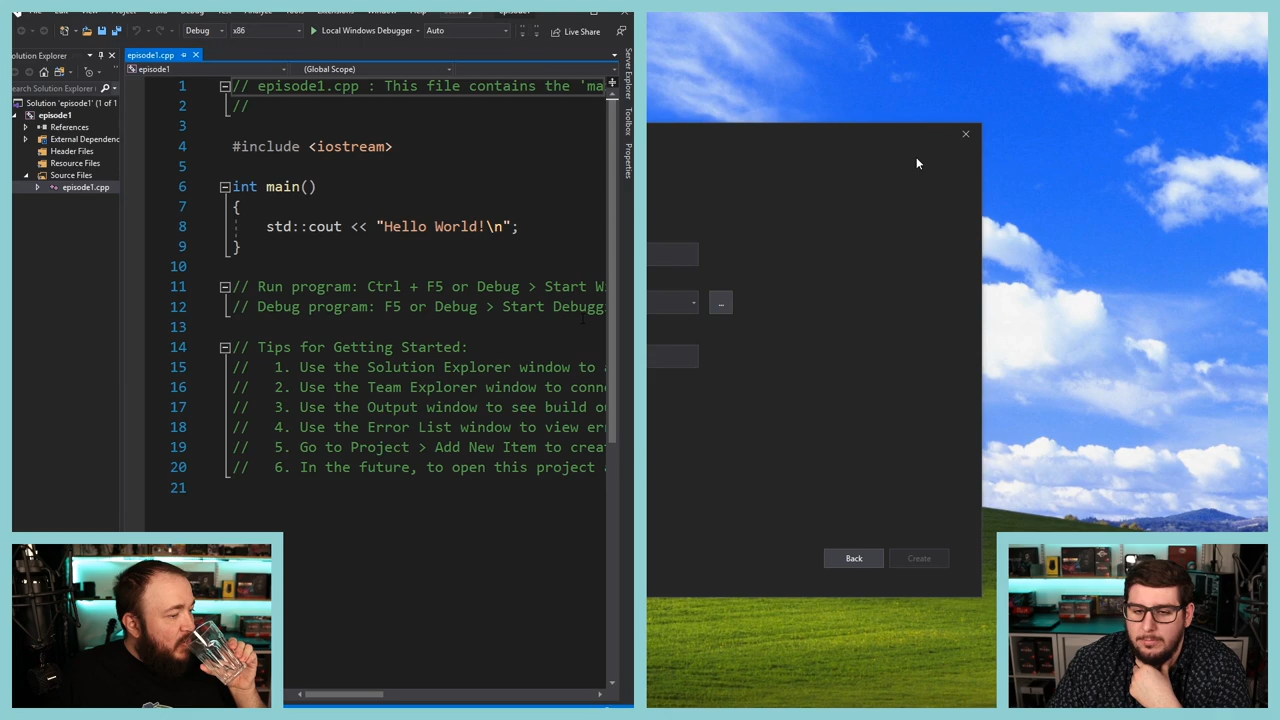 Debug
x86
Local Windows Debugger
Auto
Live Share
olution Explorer
episode1.cpp
episode1
(Global Scope)
earch Solution Explorer
Solution 'episode1' (1 of 1
episode1
References
External Dependenc
Header Files
Resource Files
Source Files
episode1.cpp
1 // episode1.cpp : This file contains the 'ma
2 //
3
4 #include <iostream>
5
6 int main()
7 {
8 std::cout << "Hello World!\n";
9 }
10
11 // Run program: Ctrl + F5 or Debug > Start W
12 // Debug program: F5 or Debug > Start Debugg
13
14 // Tips for Getting Started:
15 // 1. Use the Solution Explorer window to a
16 // 2. Use the Team Explorer window to conne
17 // 3. Use the Output window to see build ou
18 // 4. Use the Error List window to view err
19 // 5. Go to Project > Add New Item to creat
20 // 6. In the future, to open this project a
21
Server Explorer
Toolbox
Properties
...
Back
Create